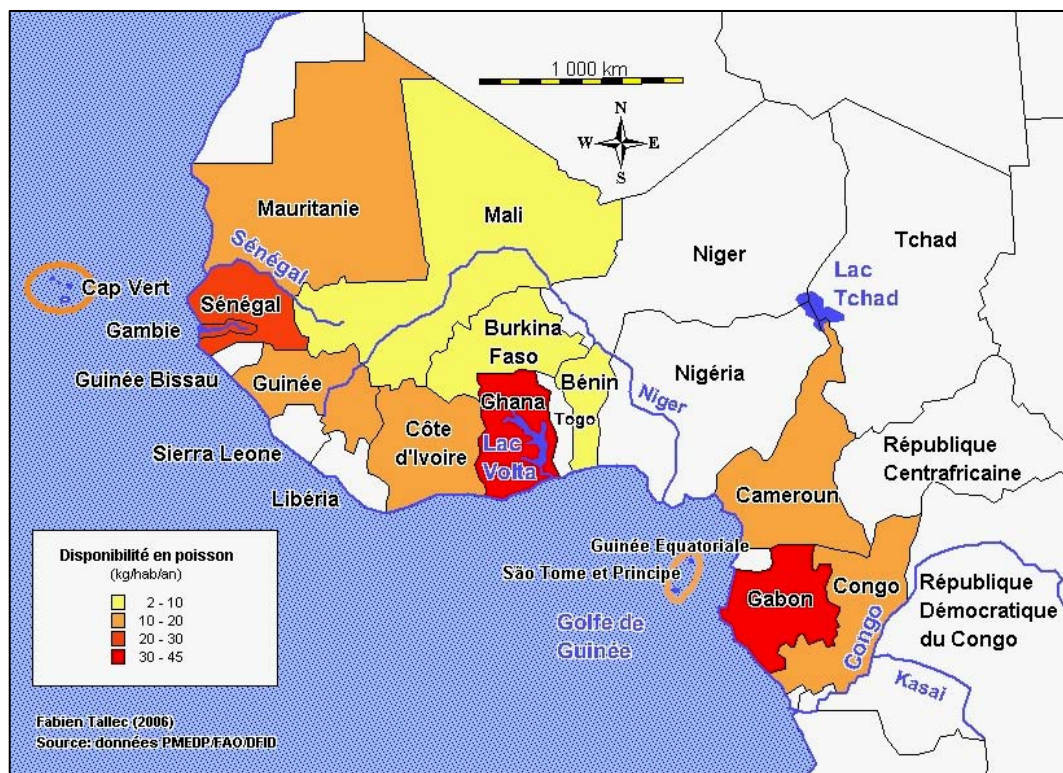 1 000 km
N
W E
S
Mauritanie
Mali
Niger
Tchad
Sénégal
Lac
Tchad
Cap Vert
Sénégal
Gambie
Burkina
Faso
Guinée Bissau
Guinée
Bénin
Nigéria
Niger
Ghana
Togo
Côte
d'Ivoire
Lac
Volta
Sierra Leone
Libéria
République
Centrafricaine
Cameroun
Guinée Equatoriale
São Tome et Principe
Gabon
Congo
République
Démocratique
du Congo
Golfe de
Guinée
Congo
Kasaï
Disponibilité en poisson
(kg/hab/an)
2 - 10
10 - 20
20 - 30
30 - 45
Fabien Tallec (2006)
Source: données PMEDP/FAO/DFID